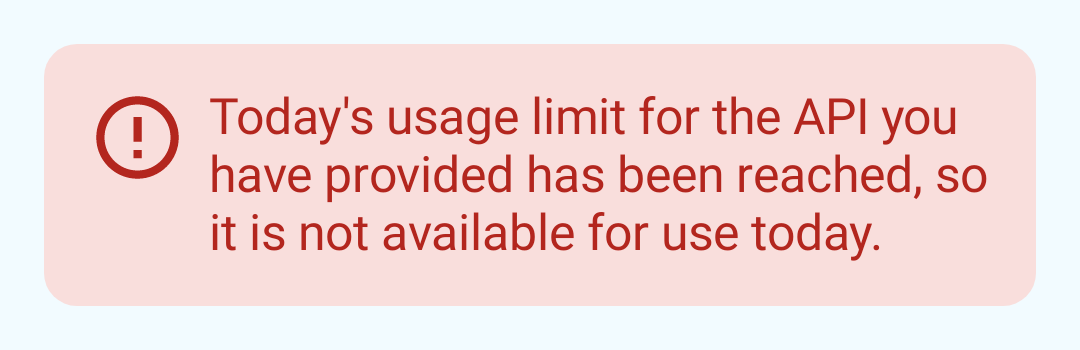 Today's usage limit for the API you
have provided has been reached, so
it is not available for use today.